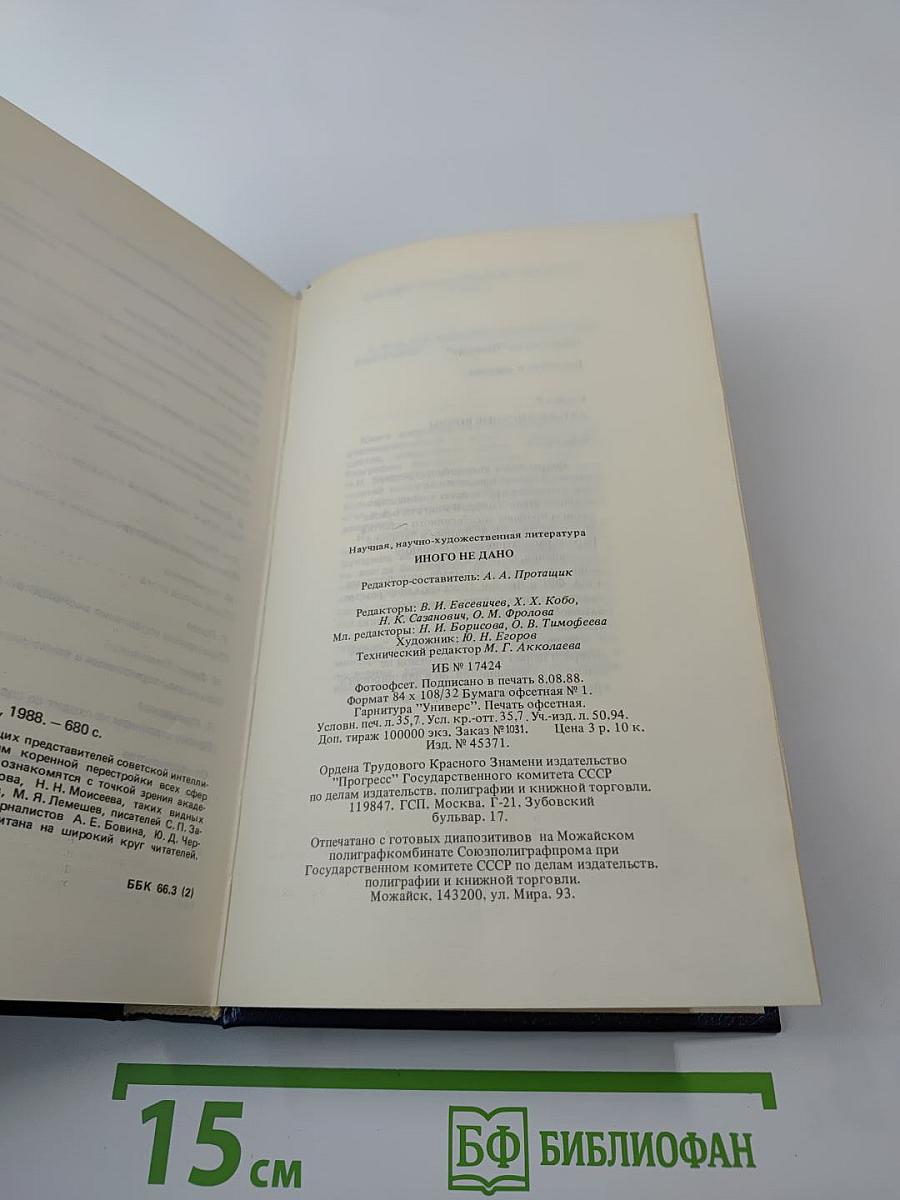 , 1988. – 680 с.
щих представителей советской интелли-
ам коренной перестройки всех сфер
ознакомятся с точкой зрения акаде-
ова, Н. Н. Моисеева, таких видных
, М. Я. Лемешев, писателей С. П. За-
рналистов А. Е. Бовина, Ю. Д. Чер-
итана на широкий круг читателей.
ББК 66.3 (2)
Научная, научно-художественная литература
ИНОГО НЕ ДАНО
Редактор-составитель: А. А. Протащик
Редакторы: В. И. Евсевичев, Х. Х. Кобо,
Н. К. Сазанович, О. М. Фролова
Мл. редакторы: Н. И. Борисова, О. В. Тимофеева
Художник: Ю. Н. Егоров
Технический редактор М. Г. Акколаева
ИБ № 17424
Фотоофсет. Подписано в печать 8.08.88.
Формат 84 х 108/32 Бумага офсетная № 1.
Гарнитура "Универс". Печать офсетная.
Условн. печ. л. 35,7. Усл. кр.-отт. 35,7. Уч.-изд. л. 50.94.
Доп. тираж 100000 экз. Заказ №1031. Цена 3 р. 10 к.
Изд. № 45371.
Ордена Трудового Красного Знамени издательство
"Прогресс" Государственного комитета СССР
по делам издательств, полиграфии и книжной торговли.
119847. ГСП. Москва. Г-21, Зубовский
бульвар. 17.
Отпечатано с готовых диапозитивов на Можайском
полиграфкомбинате Союзполиграфпрома при
Государственном комитете СССР по делам издательств.
полиграфии и книжной торговли.
Можайск, 143200, ул. Мира. 93.
15 см
БФ БИБЛИОФАН